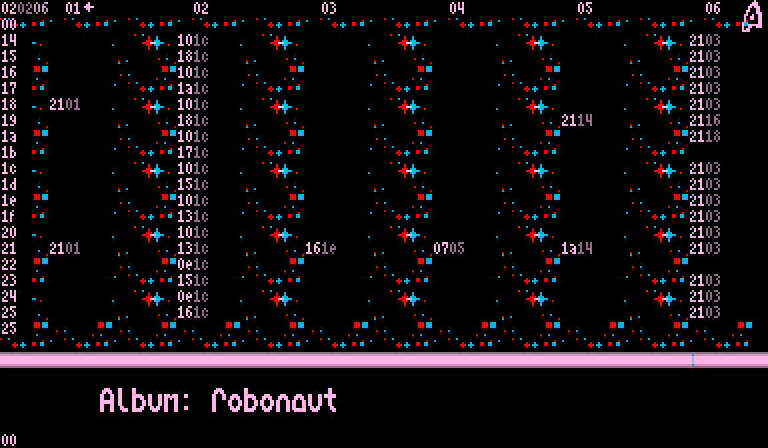 020206 01← 02 03 04 05 06
00
14 101c 2103
15 181c 2103
16 101c 2103
17 1a1c 2103
18 2101 101c 2103
19 181c 2114 2116
1a 101c 2118
1b 171c
1c 101c 2103
1d 151c 2103
1e 101c 2103
1f 131c 2103
20 101c 2103
21 2101 131c 161e 0705 1a14 2103
22 0e1c
23 151c 2103
24 0e1c 2103
25 161c 2103
25
Album: Robonaut
00